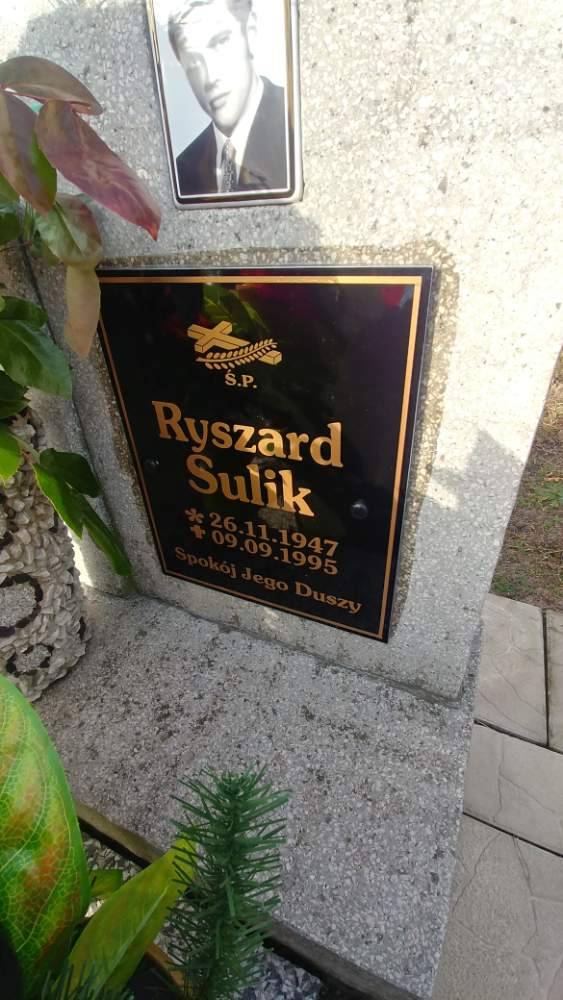 Ś.P.
Ryszard
Sulik
* 26.11.1947
✝ 09.09.1995
Spokój Jego Duszy